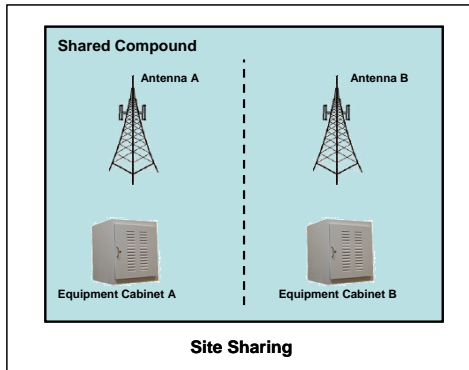 Shared Compound
Antenna A
Antenna B
Equipment Cabinet A
Equipment Cabinet B
Site Sharing